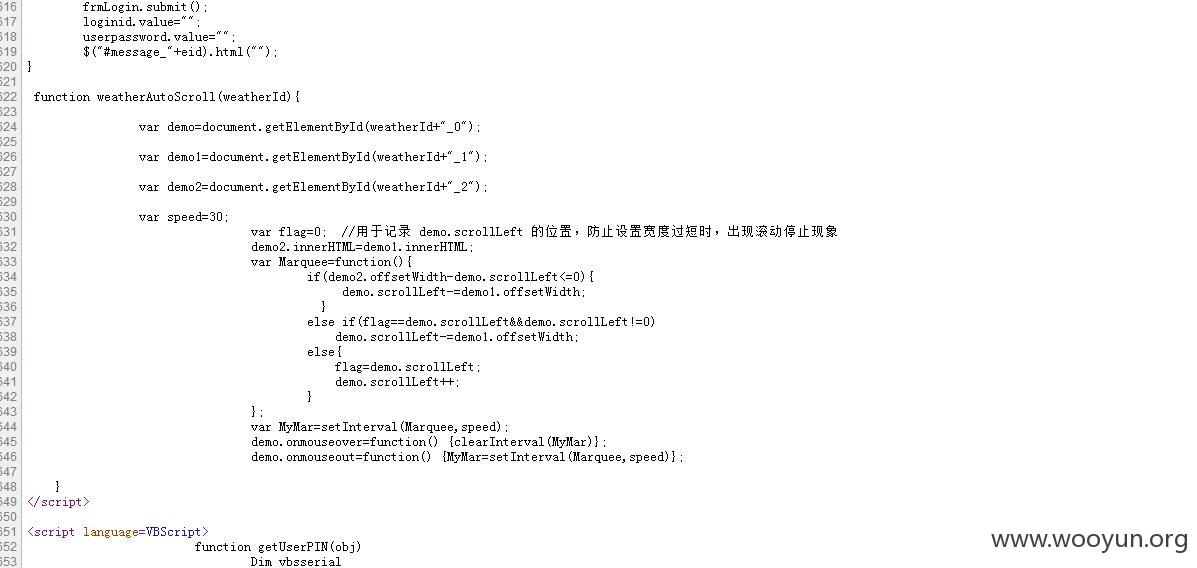 616 frmLogin.submit();
617 loginid.value="";
618 userpassword.value="";
619 $("#message_"+eid).html("");
620 }
621
622 function weatherAutoScroll(weatherId){
623
624 var demo=document.getElementById(weatherId+"_0");
625
626 var demo1=document.getElementById(weatherId+"_1");
627
628 var demo2=document.getElementById(weatherId+"_2");
629
630 var speed=30;
631 var flag=0; //用于记录 demo.scrollLeft 的位置，防止设置宽度过短时，出现滚动停止现象
632 demo2.innerHTML=demo1.innerHTML;
633 var Marquee=function(){
634 if(demo2.offsetWidth-demo.scrollLeft<=0){
635 demo.scrollLeft-=demo1.offsetWidth;
636 }
637 else if(flag==demo.scrollLeft&&demo.scrollLeft!=0)
638 demo.scrollLeft-=demo1.offsetWidth;
639 else{
640 flag=demo.scrollLeft;
641 demo.scrollLeft++;
642 }
643 };
644 var MyMar=setInterval(Marquee,speed);
645 demo.onmouseover=function() {clearInterval(MyMar)};
646 demo.onmouseout=function() {MyMar=setInterval(Marquee,speed)};
647
648 }
649 </script>
650
651 <script language=VBScript>
652 function getUserPIN(obj)
653 Dim vbsserial
www.wooyun.org